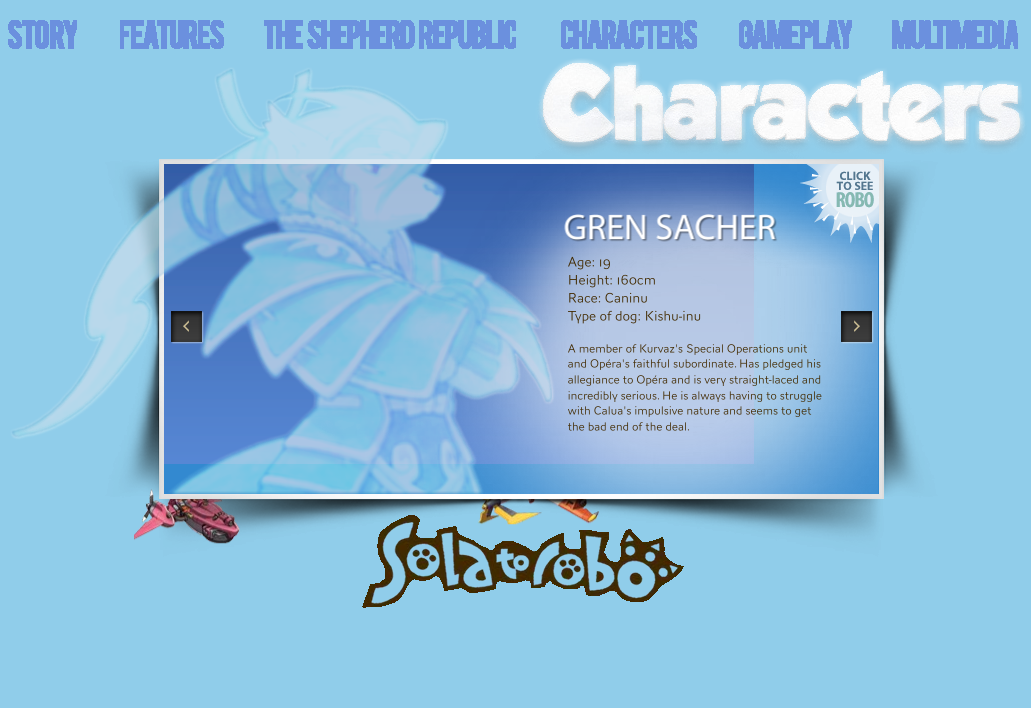 STORY FEATURES THE SHEPHERD REPUBLIC CHARACTERS GAMEPLAY MULTIMEDIA
Characters
CLICK
TO SEE
ROBO
GREN SACHER
Age: 19
Height: 160cm
Race: Caninu
Type of dog: Kishu-inu
A member of Kurvaz's Special Operations unit
and Opéra's faithful subordinate. Has pledged his
allegiance to Opéra and is very straight-laced and
incredibly serious. He is always having to struggle
with Calua's impulsive nature and seems to get
the bad end of the deal.
Solatorobo